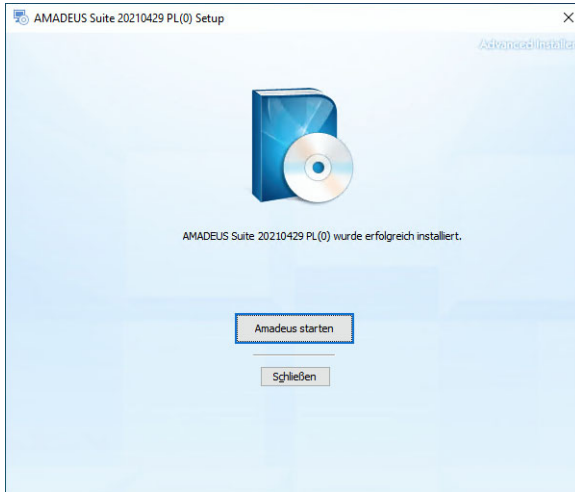 AMADEUS Suite 20210429 PL(0) Setup
Advanced Installer
AMADEUS Suite 20210429 PL(0) wurde erfolgreich installiert.
Amadeus starten
Schließen